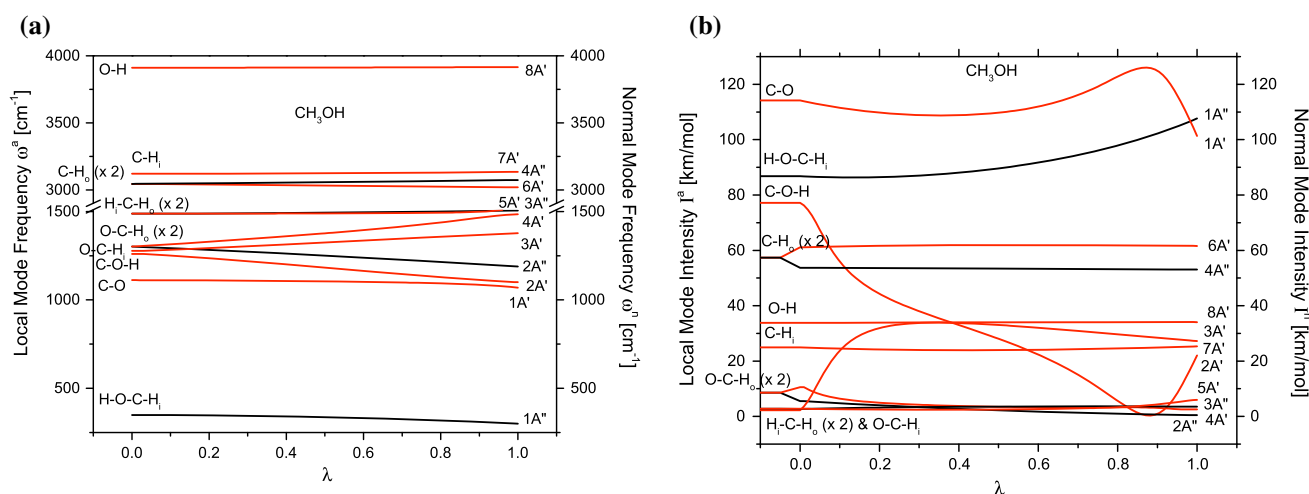 (a)
4000
3500
3000
1500
1000
500
Local Mode Frequency ωᵃ [cm⁻¹]
O-H
CH₃OH
C-Hᵢ
C-Hₒ (x 2)
Hᵢ-C-Hₒ (x 2)
O-C-Hₒ (x 2)
O-C-Hᵢ
C-O-H
C-O
H-O-C-Hᵢ
8A'
7A'
4A"
6A'
5A' 3A"
4A'
3A'
2A"
2A'
1A'
1A"
4000
3500
3000
1500
1000
500
Normal Mode Frequency ωⁿ [cm⁻¹]
0.0 0.2 0.4 0.6 0.8 1.0
λ
(b)
120
100
80
60
40
20
0
Local Mode Intensity Iᵃ [km/mol]
CH₃OH
C-O
H-O-C-Hᵢ
C-O-H
C-Hₒ (x 2)
O-H
C-Hᵢ
O-C-Hₒ (x 2)
Hᵢ-C-Hₒ (x 2) & O-C-Hᵢ
1A"
1A'
6A'
4A"
8A'
3A'
7A'
2A'
5A'
3A"
4A'
2A"
120
100
80
60
40
20
0
Normal Mode Intensity Iⁿ [km/mol]
0.0 0.2 0.4 0.6 0.8 1.0
λ